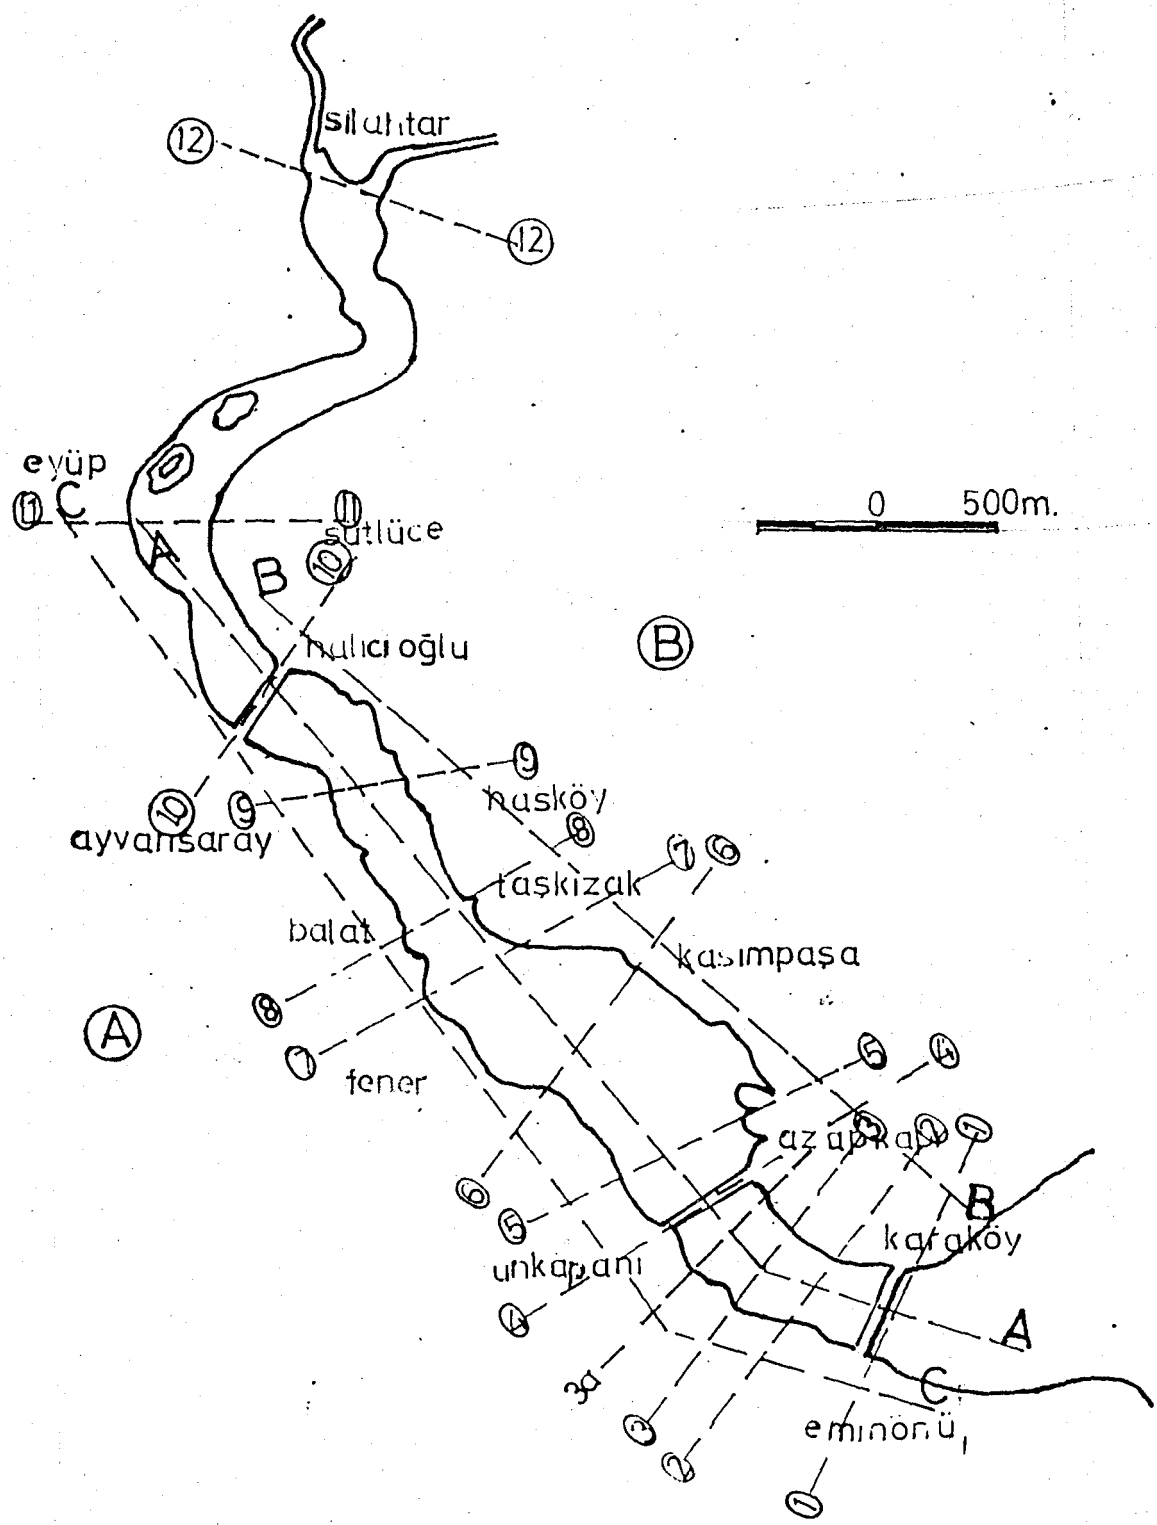 silahtar
12
12
eyüp
C
11
11
0 500m.
sütlüce
A
10
B
halıcıoğlu
B
9
hasköy
10
9
8
ayvansaray
7
6
taşkızak
balat
kasımpaşa
8
A
5
4
7
fener
3
2
1
azapkapı
6
5
B
karaköy
unkapanı
4
A
3a
C
eminönü
3
2
1